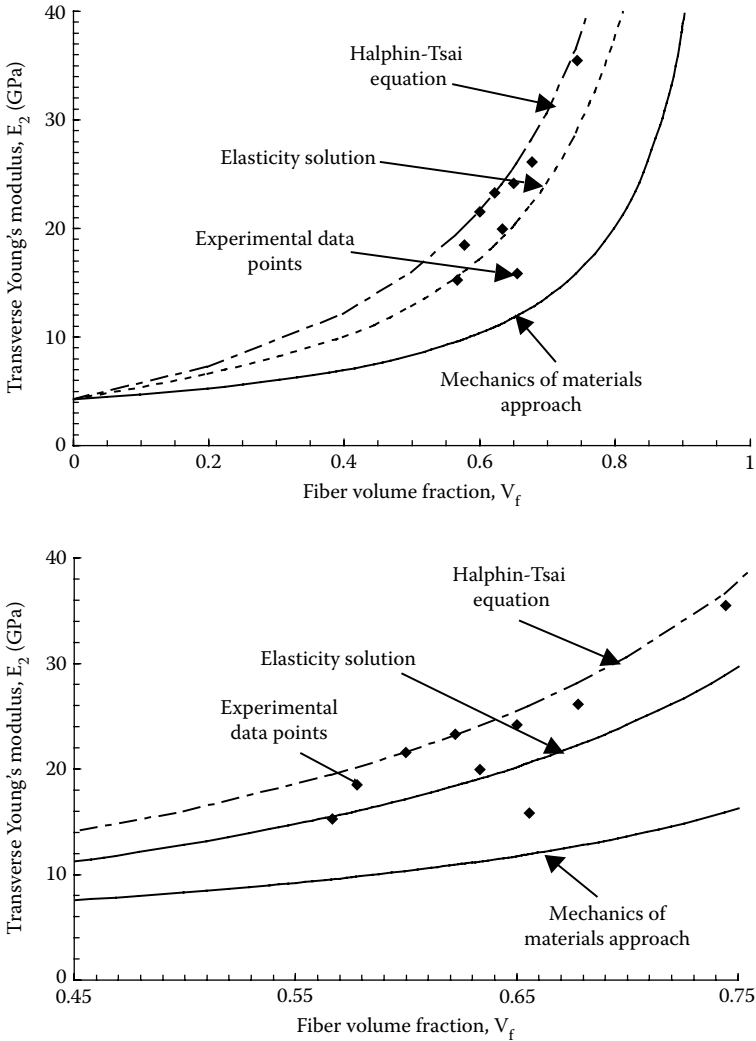 40
Halphin-Tsai
equation
30
Elasticity solution
20
Experimental data
points
10
Mechanics of materials
approach
0
0 0.2 0.4 0.6 0.8 1
Fiber volume fraction, Vf
Transverse Young's modulus, E2 (GPa)
40
Halphin-Tsai
equation
30
Elasticity solution
Experimental
data points
20
10
Mechanics of
materials approach
0
0.45 0.55 0.65 0.75
Fiber volume fraction, Vf
Transverse Young's modulus, E2 (GPa)